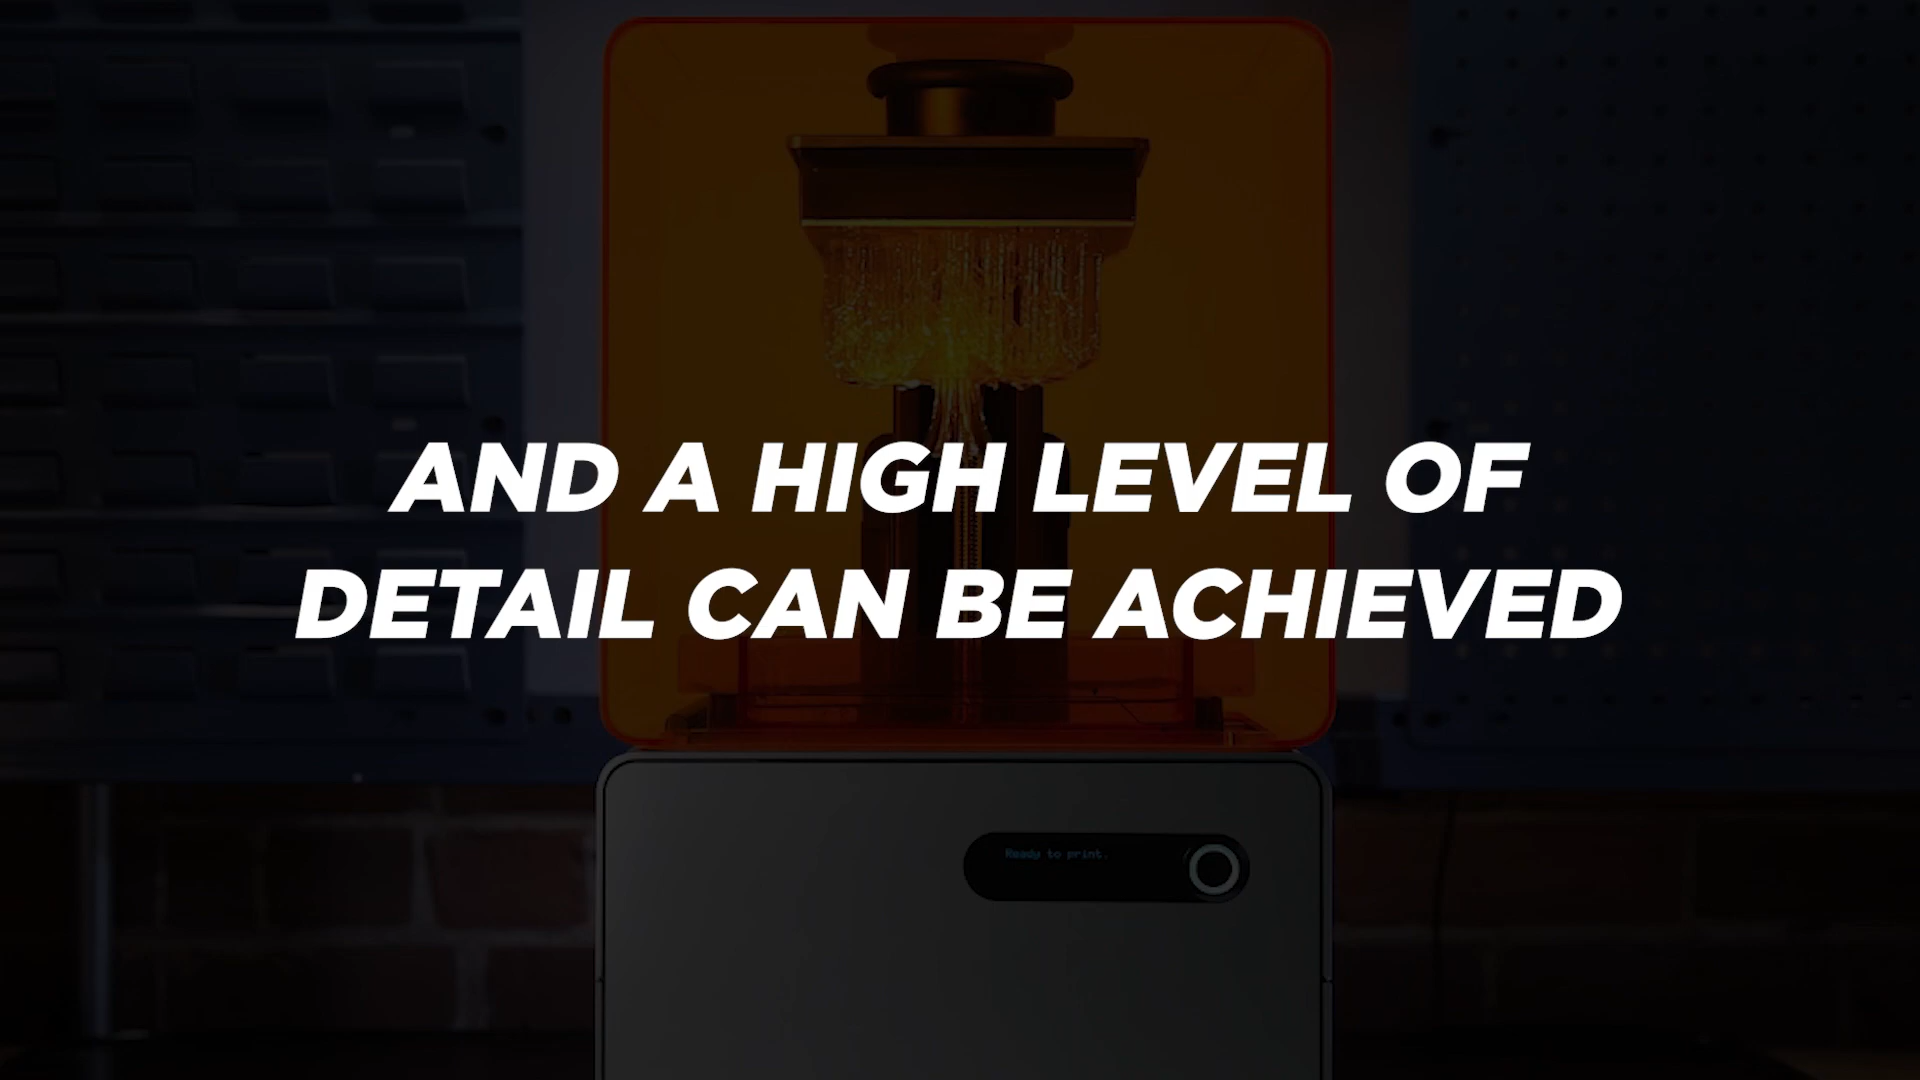 AND A HIGH LEVEL OF
DETAIL CAN BE ACHIEVED
Ready to print.